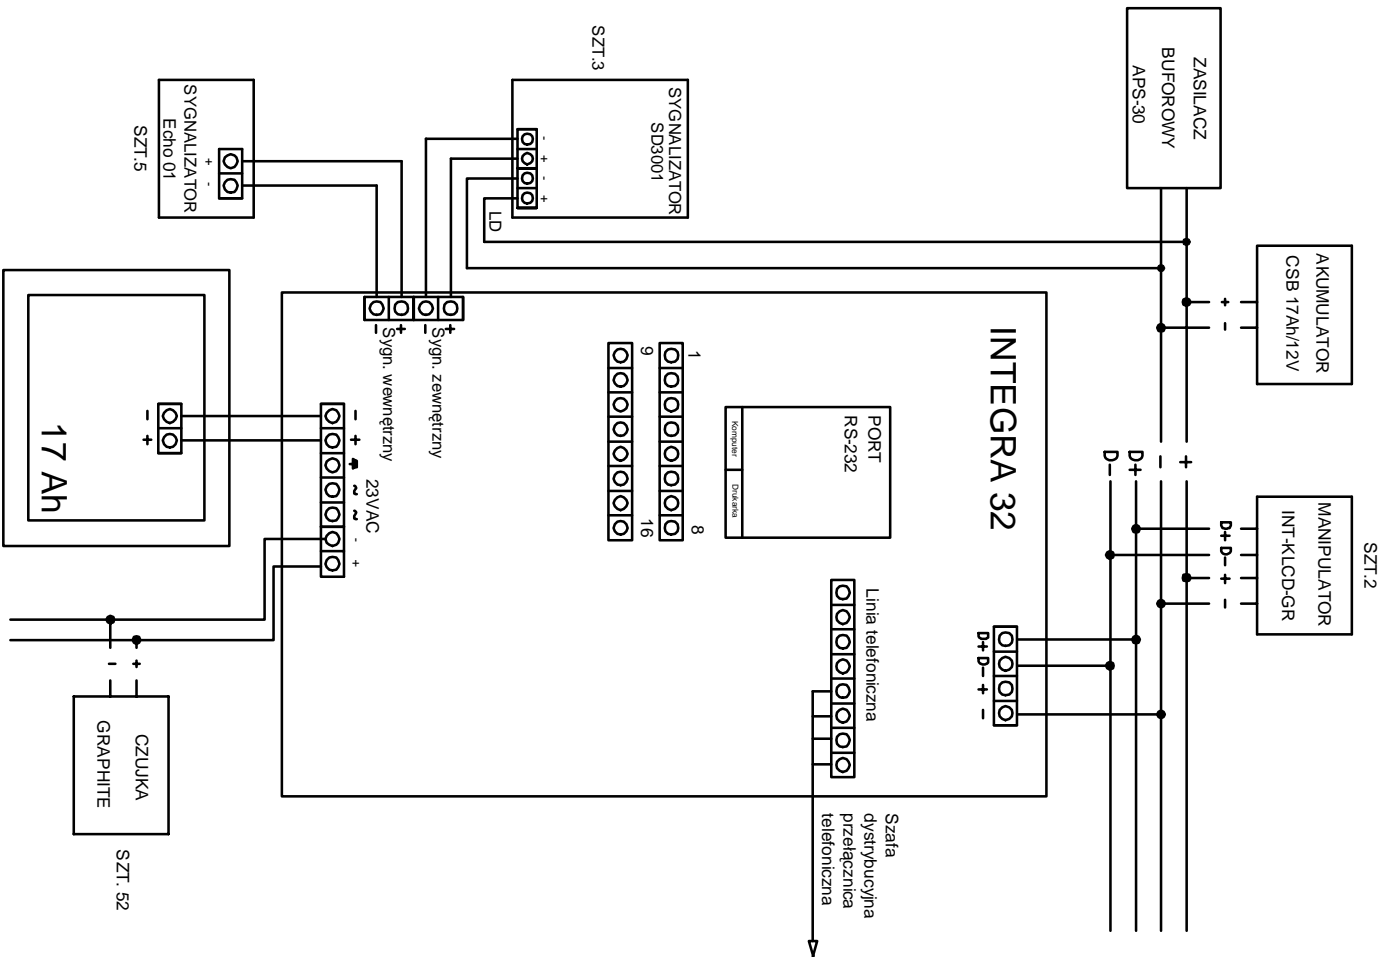 ZASILACZ
BUFOROWY
APS-30
AKUMULATOR
CSB 17Ah/12V
+
-
+
-
D+
D-
SZT.2
MANIPULATOR
INT-KLCD-GR
D+ D- + -
SZT.3
SYGNALIZATOR
SD3001
- + - +
LD
SYGNALIZATOR
Echo 01
+ -
SZT.5
INTEGRA 32
PORT
RS-232
Komputer
Drukarka
1
8
9
16
D+ D- + -
Linia telefoniczna
Szafa
dystrybucyjna
przełącznica
telefoniczna
- + - +
Sygn. zewnętrzny
Sygn. wewnętrzny
- + ~ ~ - +
23VAC
- +
17 Ah
- +
CZUJKA
GRAPHITE
SZT. 52